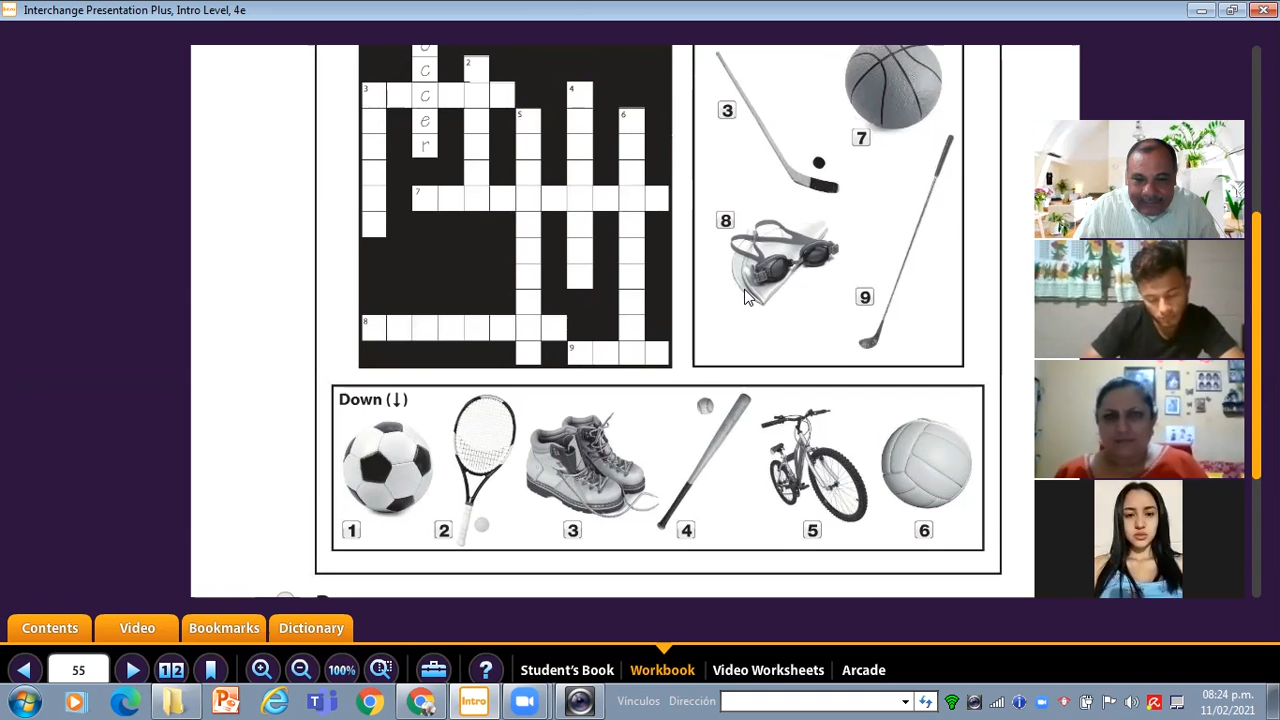 Interchange Presentation Plus, Intro Level, 4e
c
2
3
c
4
e
5
6
r
7
8
9
3
7
8
9
Down (↓)
1
2
3
4
5
6
Contents
Video
Bookmarks
Dictionary
55
12
100%
?
Student's Book
Workbook
Video Worksheets
Arcade
Intro
Vínculos
Dirección
08:24 p.m.
11/02/2021